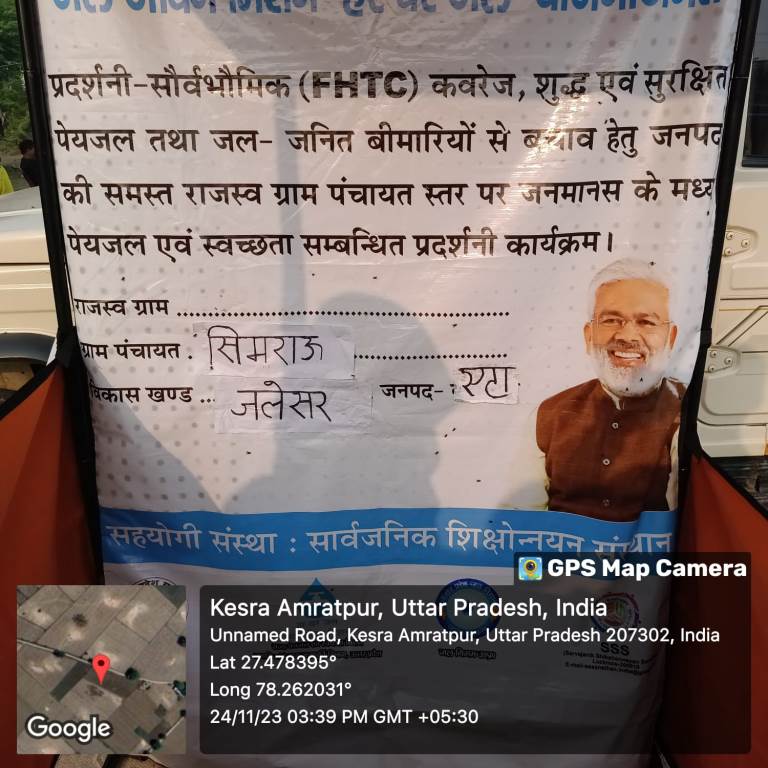 प्रदर्शनी-सौर्वभौमिक (FHTC) कवरेज, शुद्ध एवं सुरक्षित
पेयजल तथा जल- जनित बीमारियों से बचाव हेतु जनपद
की समस्त राजस्व ग्राम पंचायत स्तर पर जनमानस के मध्य
पेयजल एवं स्वच्छता सम्बन्धित प्रदर्शनी कार्यक्रम।
राजस्व ग्राम ........................................
ग्राम पंचायत : सिमराऊ ........................
विकास खण्ड ... जलेसर जनपद- : एटा
सहयोगी संस्था : सार्वजनिक शिक्षोन्नयन संस्थान
SSS
GPS Map Camera
Kesra Amratpur, Uttar Pradesh, India
Unnamed Road, Kesra Amratpur, Uttar Pradesh 207302, India
Lat 27.478395°
Long 78.262031°
24/11/23 03:39 PM GMT +05:30
Google